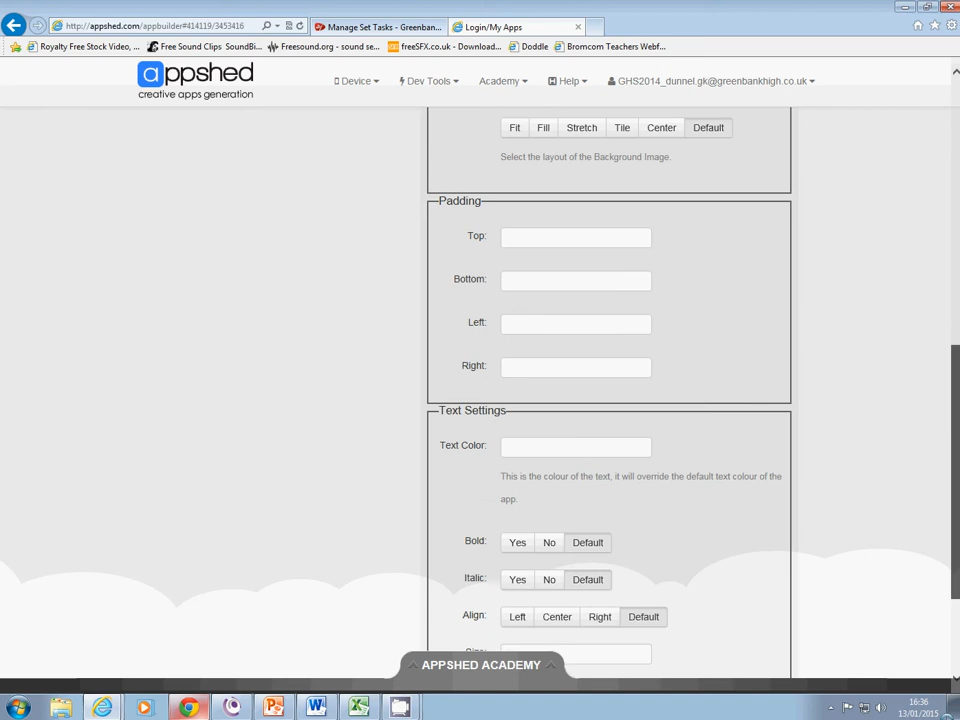 http://appshed.com/appbuilder#414119/3453416
Manage Set Tasks - Greenban...
Login/My Apps
Royalty Free Stock Video, ...
Free Sound Clips SoundBi...
Freesound.org - sound se...
freeSFX.co.uk - Download...
Doddle
Bromcom Teachers Webf...
appshed
creative apps generation
Device
Dev Tools
Academy
Help
GHS2014_dunnel.gk@greenbankhigh.co.uk
Fit Fill Stretch Tile Center Default
Select the layout of the Background Image.
Padding
Top:
Bottom:
Left:
Right:
Text Settings
Text Color:
This is the colour of the text, it will override the default text colour of the
app.
Bold: Yes No Default
Italic: Yes No Default
Align: Left Center Right Default
APPSHED ACADEMY
16:36
13/01/2015